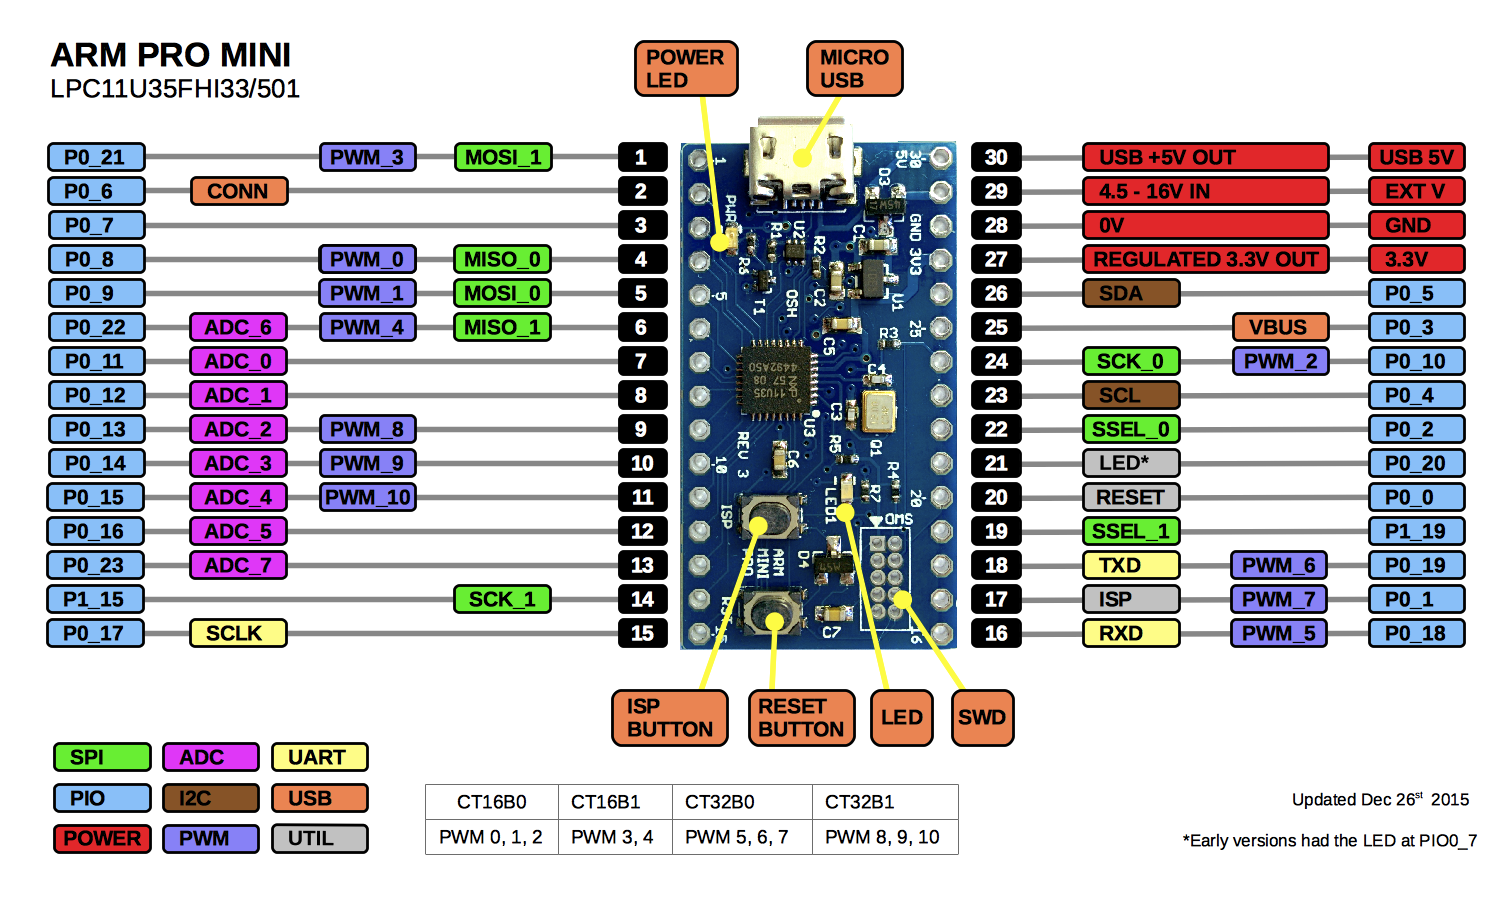 ARM PRO MINI
LPC11U35FHI33/501
POWER
LED
MICRO
USB
P0_21 PWM_3 MOSI_1 1
P0_6 CONN 2
P0_7 3
P0_8 PWM_0 MISO_0 4
P0_9 PWM_1 MOSI_0 5
P0_22 ADC_6 PWM_4 MISO_1 6
P0_11 ADC_0 7
P0_12 ADC_1 8
P0_13 ADC_2 PWM_8 9
P0_14 ADC_3 PWM_9 10
P0_15 ADC_4 PWM_10 11
P0_16 ADC_5 12
P0_23 ADC_7 13
P1_15 SCK_1 14
P0_17 SCLK 15
1
PWR
5
10
30
5V
D3
GND 3V3
U2
R1
R2
C1
R6
T1
OSH
C2
U1
25
R3
C5
C4
C3
U3
Q1
R5
REV 3
C6
R4
R7
20
LED1
ISP
SWD
D4
ARM
MINI
PRO
C7
16
30 USB +5V OUT USB 5V
29 4.5 - 16V IN EXT V
28 0V GND
27 REGULATED 3.3V OUT 3.3V
26 SDA P0_5
25 VBUS P0_3
24 SCK_0 PWM_2 P0_10
23 SCL P0_4
22 SSEL_0 P0_2
21 LED* P0_20
20 RESET P0_0
19 SSEL_1 P1_19
18 TXD PWM_6 P0_19
17 ISP PWM_7 P0_1
16 RXD PWM_5 P0_18
ISP
BUTTON
RESET
BUTTON
LED
SWD
SPI ADC UART
PIO I2C USB
POWER PWM UTIL
CT16B0 CT16B1 CT32B0 CT32B1
PWM 0, 1, 2 PWM 3, 4 PWM 5, 6, 7 PWM 8, 9, 10
Updated Dec 26st 2015
*Early versions had the LED at PIO0_7